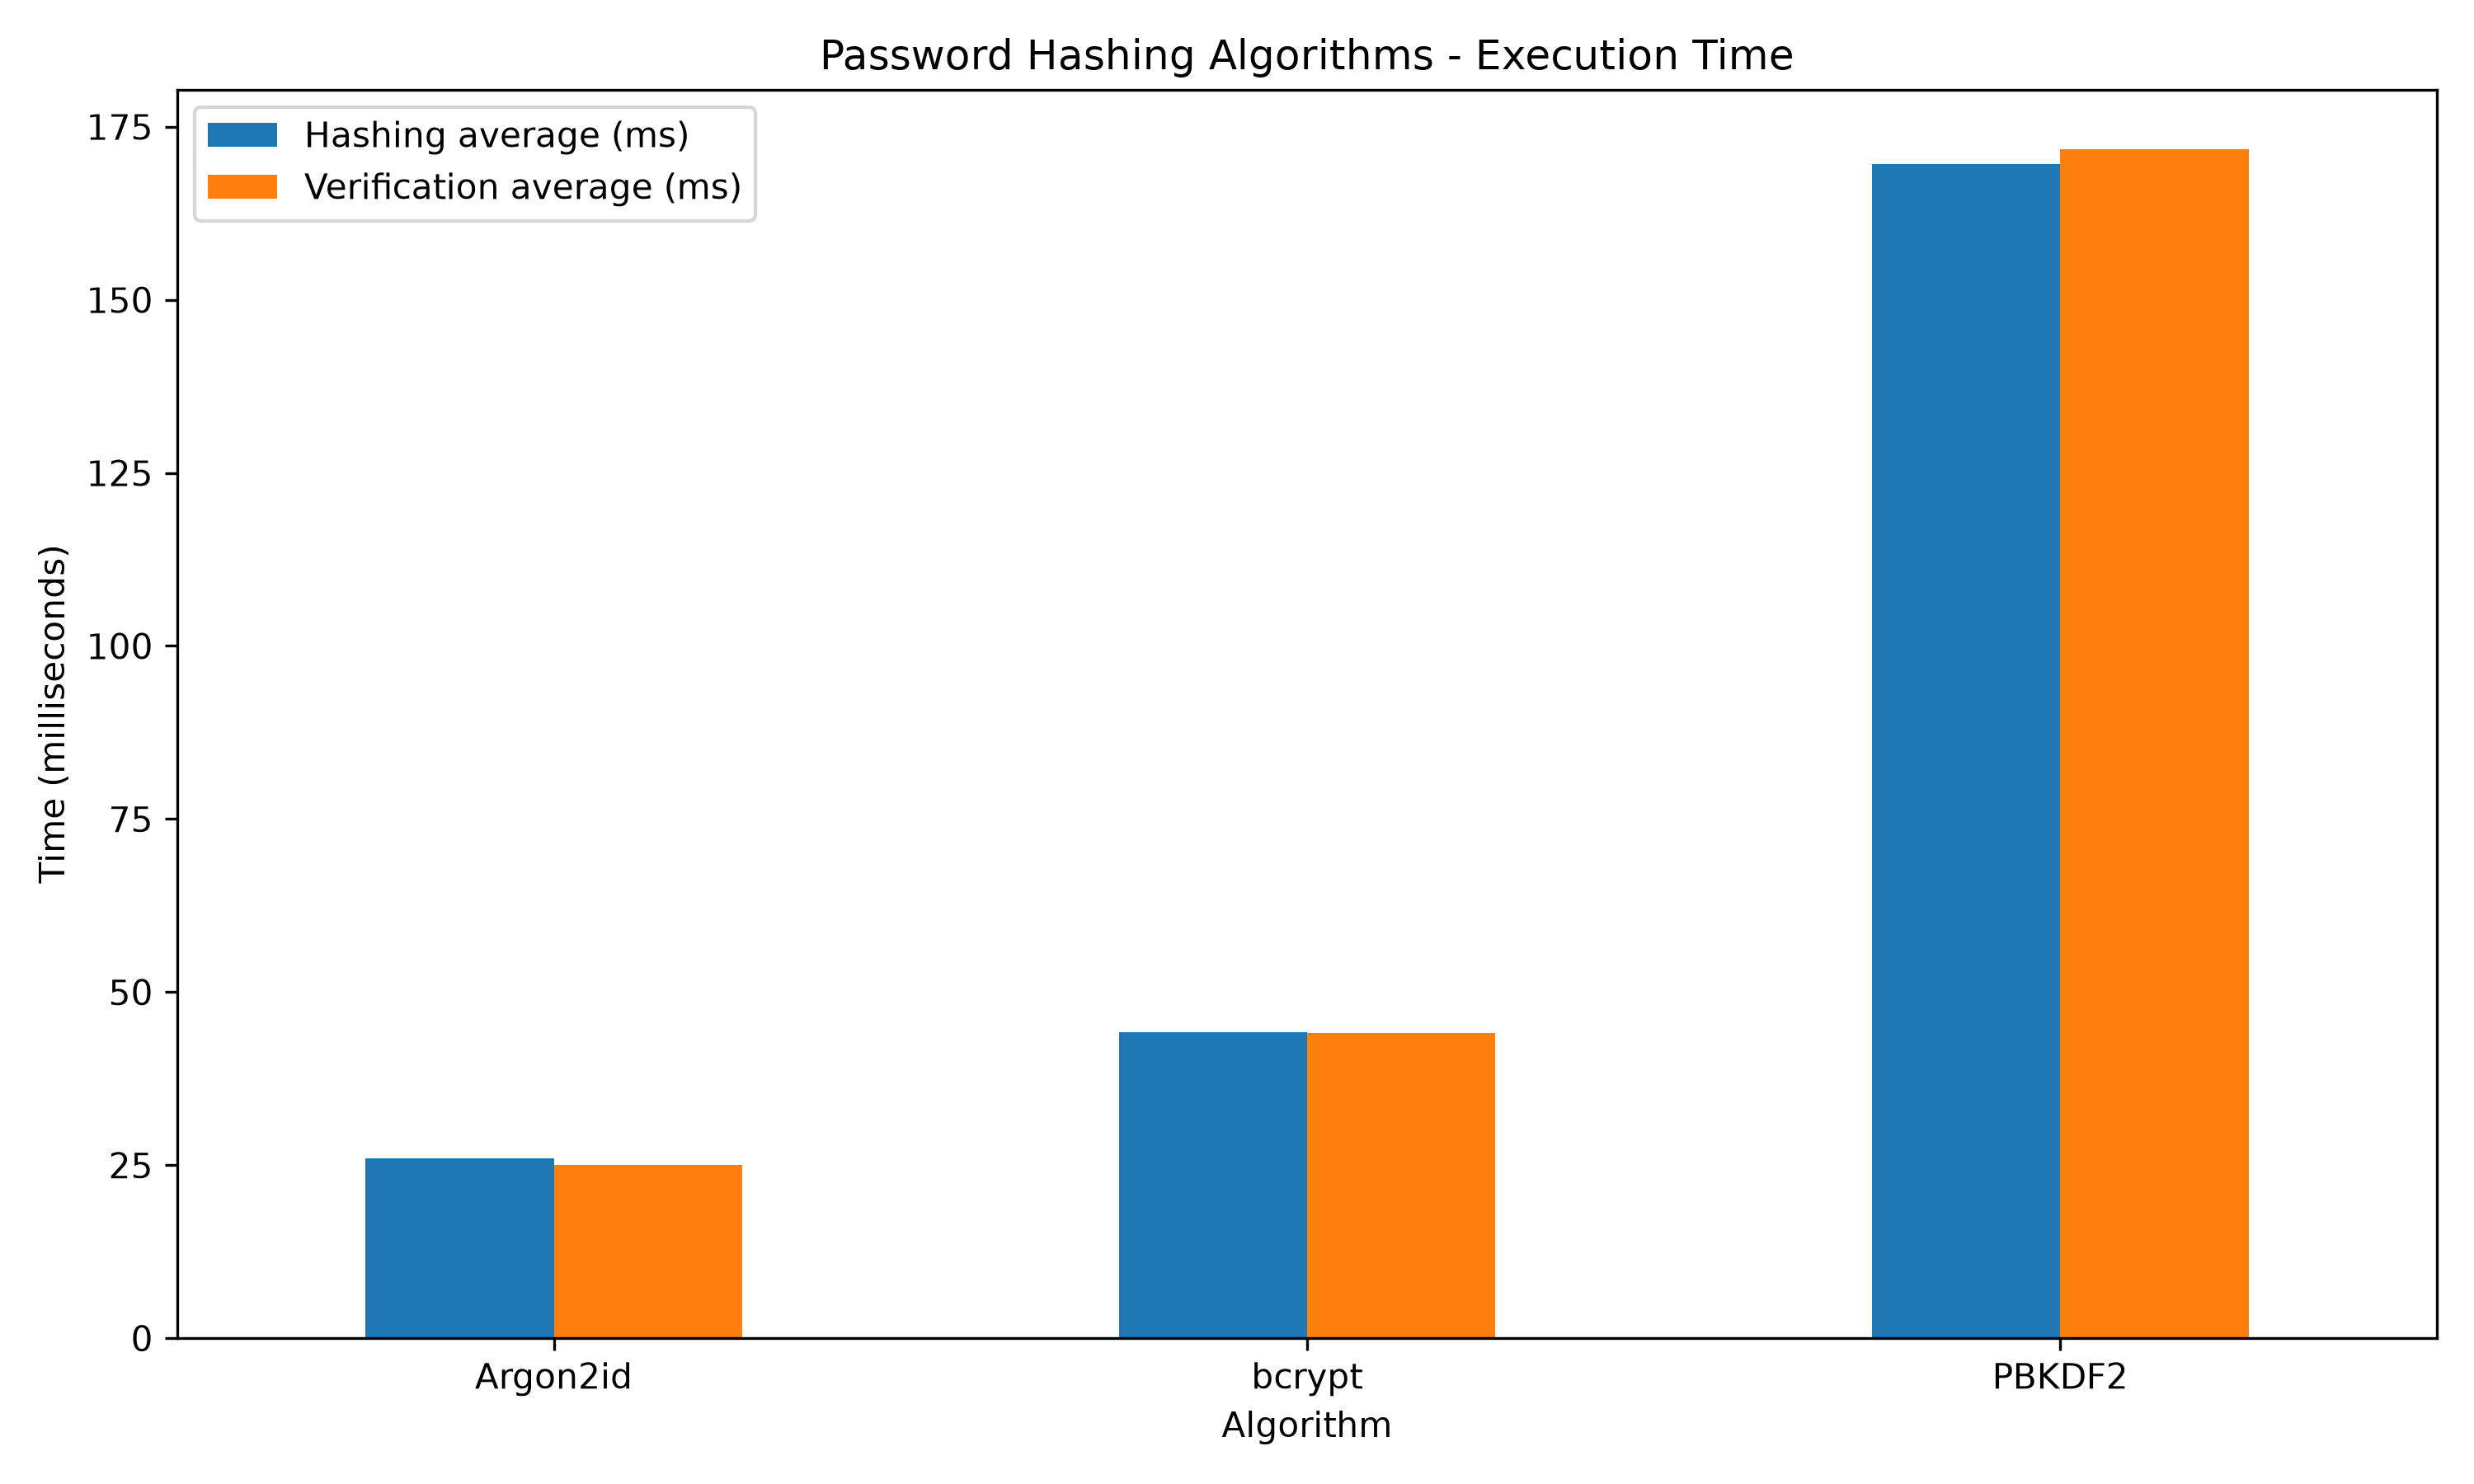 Password Hashing Algorithms - Execution Time
Hashing average (ms)
Verification average (ms)
Time (milliseconds)
175
150
125
100
75
50
25
0
Argon2id
bcrypt
PBKDF2
Algorithm